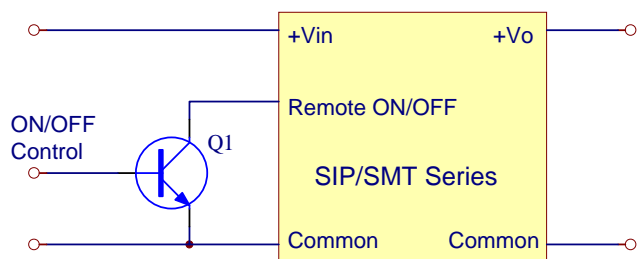 +Vin
+Vo
Remote ON/OFF
ON/OFF
Control
Q1
SIP/SMT Series
Common
Common